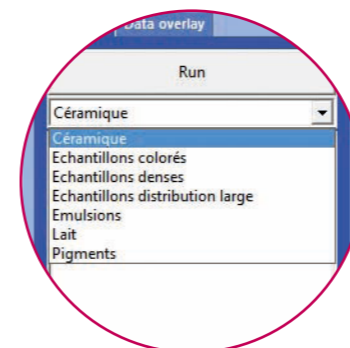 Data overlay
Run
Céramique
Céramique
Echantillons colorés
Echantillons denses
Echantillons distribution large
Emulsions
Lait
Pigments